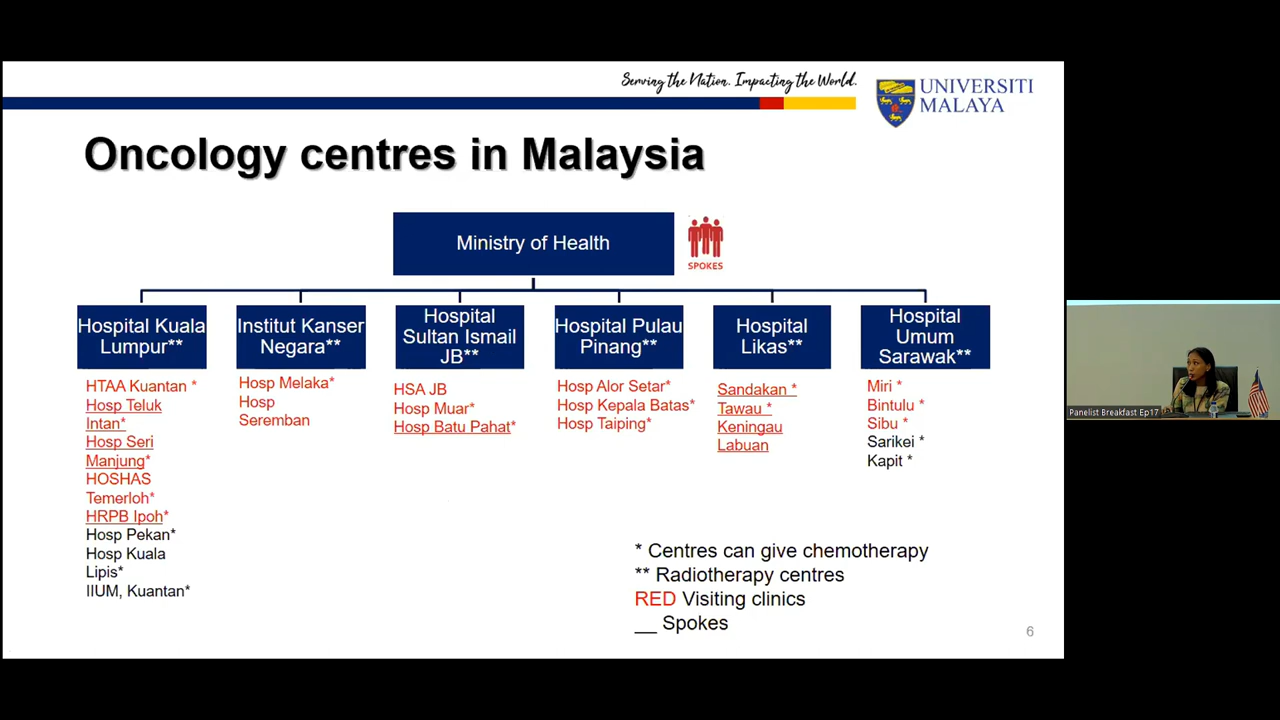 Serving the Nation. Impacting the World.
UNIVERSITI
MALAYA
Oncology centres in Malaysia
Ministry of Health
SPOKES
Hospital Kuala
Lumpur**
HTAA Kuantan *
Hosp Teluk
Intan*
Hosp Seri
Manjung*
HOSHAS
Temerloh*
HRPB Ipoh*
Hosp Pekan*
Hosp Kuala
Lipis*
IIUM, Kuantan*
Institut Kanser
Negara**
Hosp Melaka*
Hosp
Seremban
Hospital
Sultan Ismail
JB**
HSA JB
Hosp Muar*
Hosp Batu Pahat*
Hospital Pulau
Pinang**
Hosp Alor Setar*
Hosp Kepala Batas*
Hosp Taiping*
Hospital
Likas**
Sandakan *
Tawau *
Keningau
Labuan
Hospital
Umum
Sarawak**
Miri *
Bintulu *
Sibu *
Sarikei *
Kapit *
* Centres can give chemotherapy
** Radiotherapy centres
RED Visiting clinics
__ Spokes
6
Panelist Breakfast Ep17